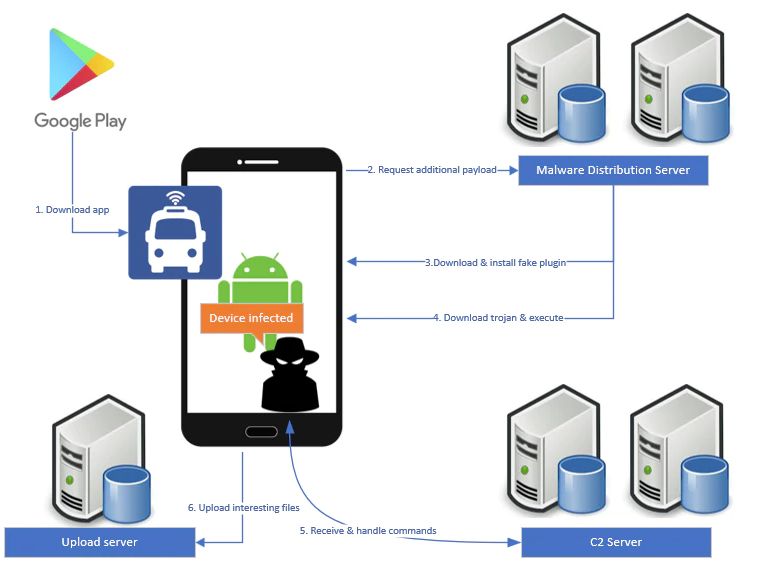 Google Play
1. Download app
2. Request additional payload
Malware Distribution Server
3.Download & install fake plugin
4. Download trojan & execute
Device infected
6. Upload interesting files
5. Receive & handle commands
Upload server
C2 Server